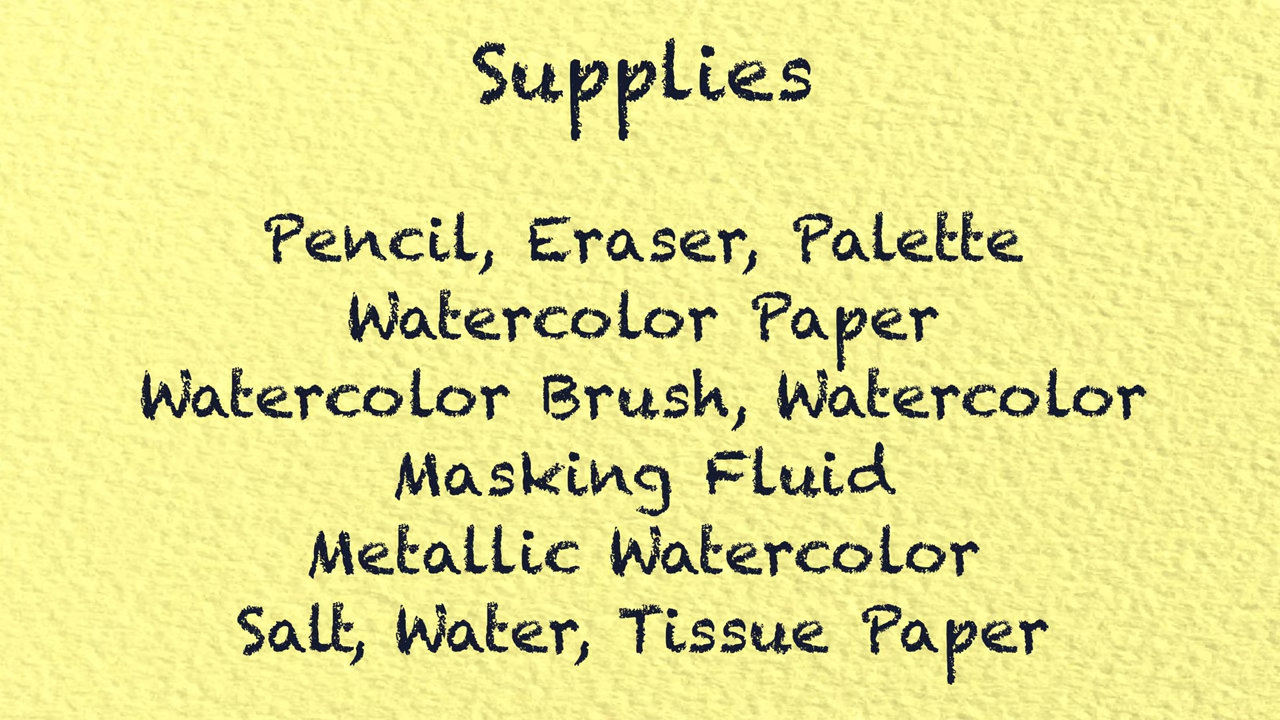 Supplies
Pencil, Eraser, Palette
Watercolor Paper
Watercolor Brush, Watercolor
Masking Fluid
Metallic Watercolor
Salt, Water, Tissue Paper